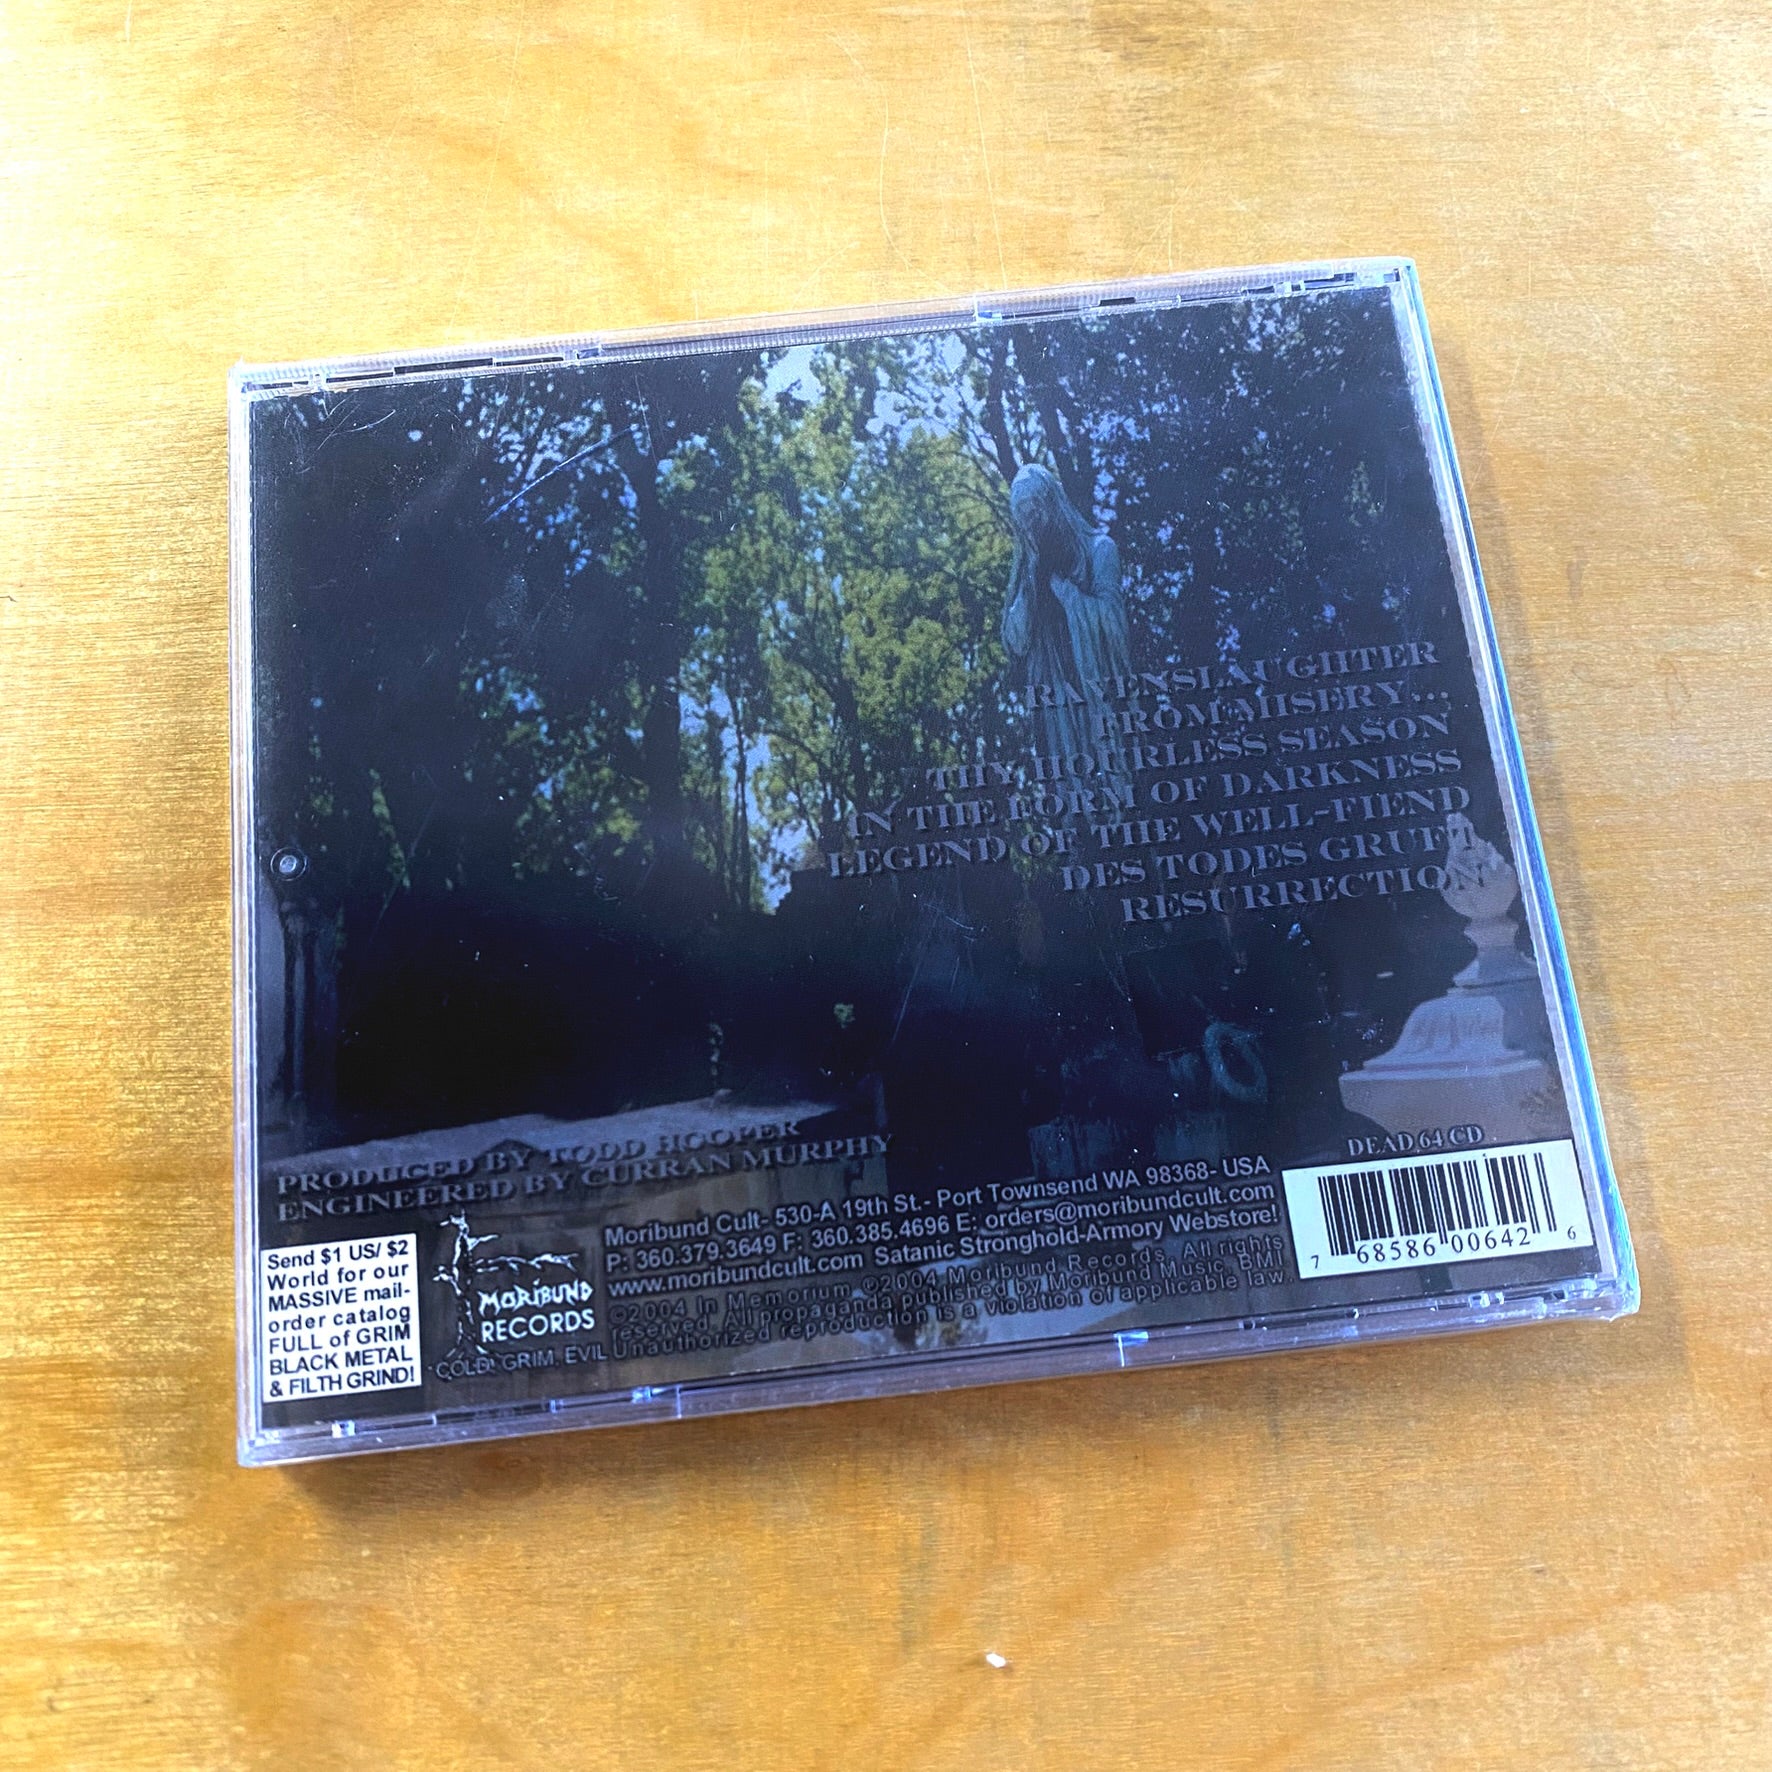 RAVENSLAUGHTER
FROM MISERY...
THY HOURLESS SEASON
IN THE FORM OF DARKNESS
LEGEND OF THE WELL-FIEND
DES TODES GRUFT
RESURRECTION
PRODUCED BY TODD HOOPER
ENGINEERED BY CURRAN MURPHY
Send $1 US/ $2
World for our
MASSIVE mail-
order catalog
FULL of GRIM
BLACK METAL
& FILTH GRIND!
MORIBUND
RECORDS
COLD, GRIM, EVIL
Moribund Cult- 530-A 19th St.- Port Townsend WA 98368- USA
P: 360.379.3649 F: 360.385.4696 E: orders@moribundcult.com
www.moribundcult.com Satanic Stronghold-Armory Webstore!
©2004 In Memorium ©2004 Moribund Records. All rights
reserved. All propaganda published by Moribund Music, BMI
Unauthorized reproduction is a violation of applicable law.
DEAD 64 CD
7 68586 00642 6